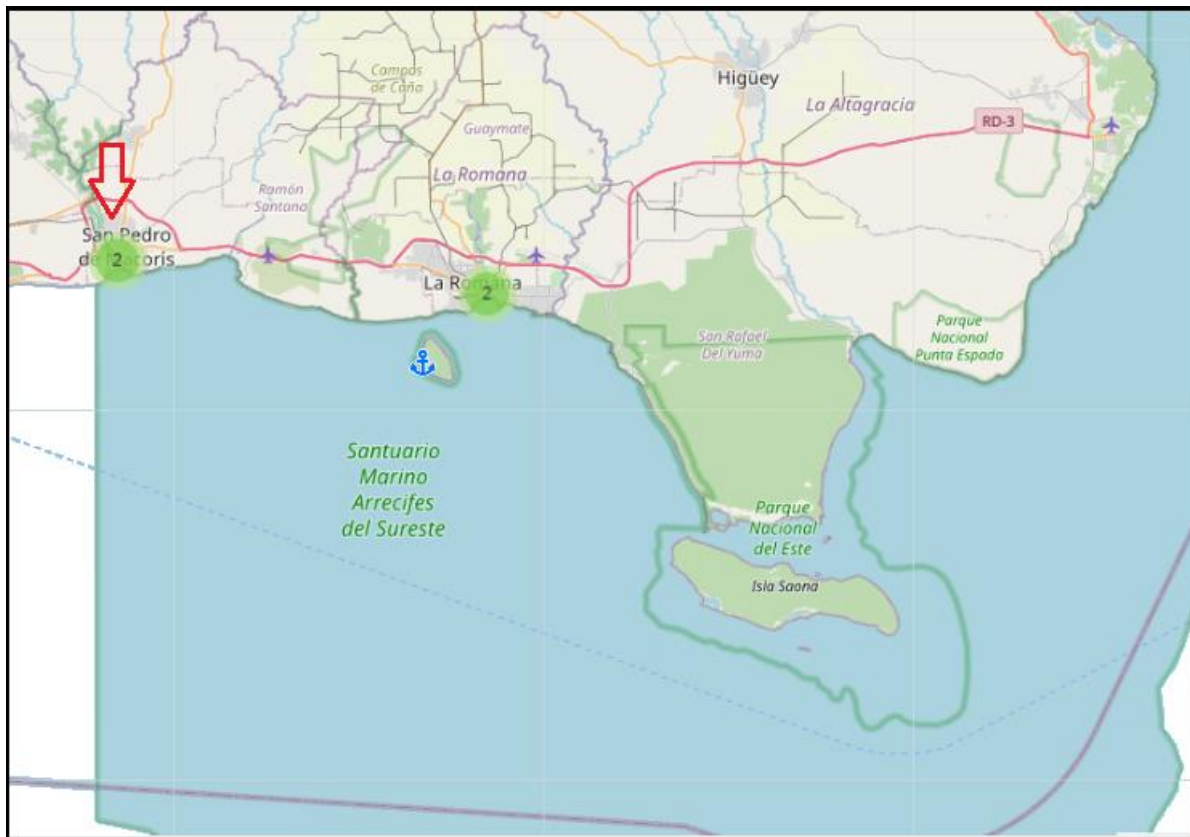 Higüey
Campos
de Caña
La Altagracia
RD-3
Guaymate
La Romana
Ramón
Santana
San Pedro
de Macoris
2
La Romana
2
San Rafael
Del Yuma
Parque
Nacional
Punta Espada
Santuario
Marino
Arrecifes
del Sureste
Parque
Nacional
del Este
Isla Saona